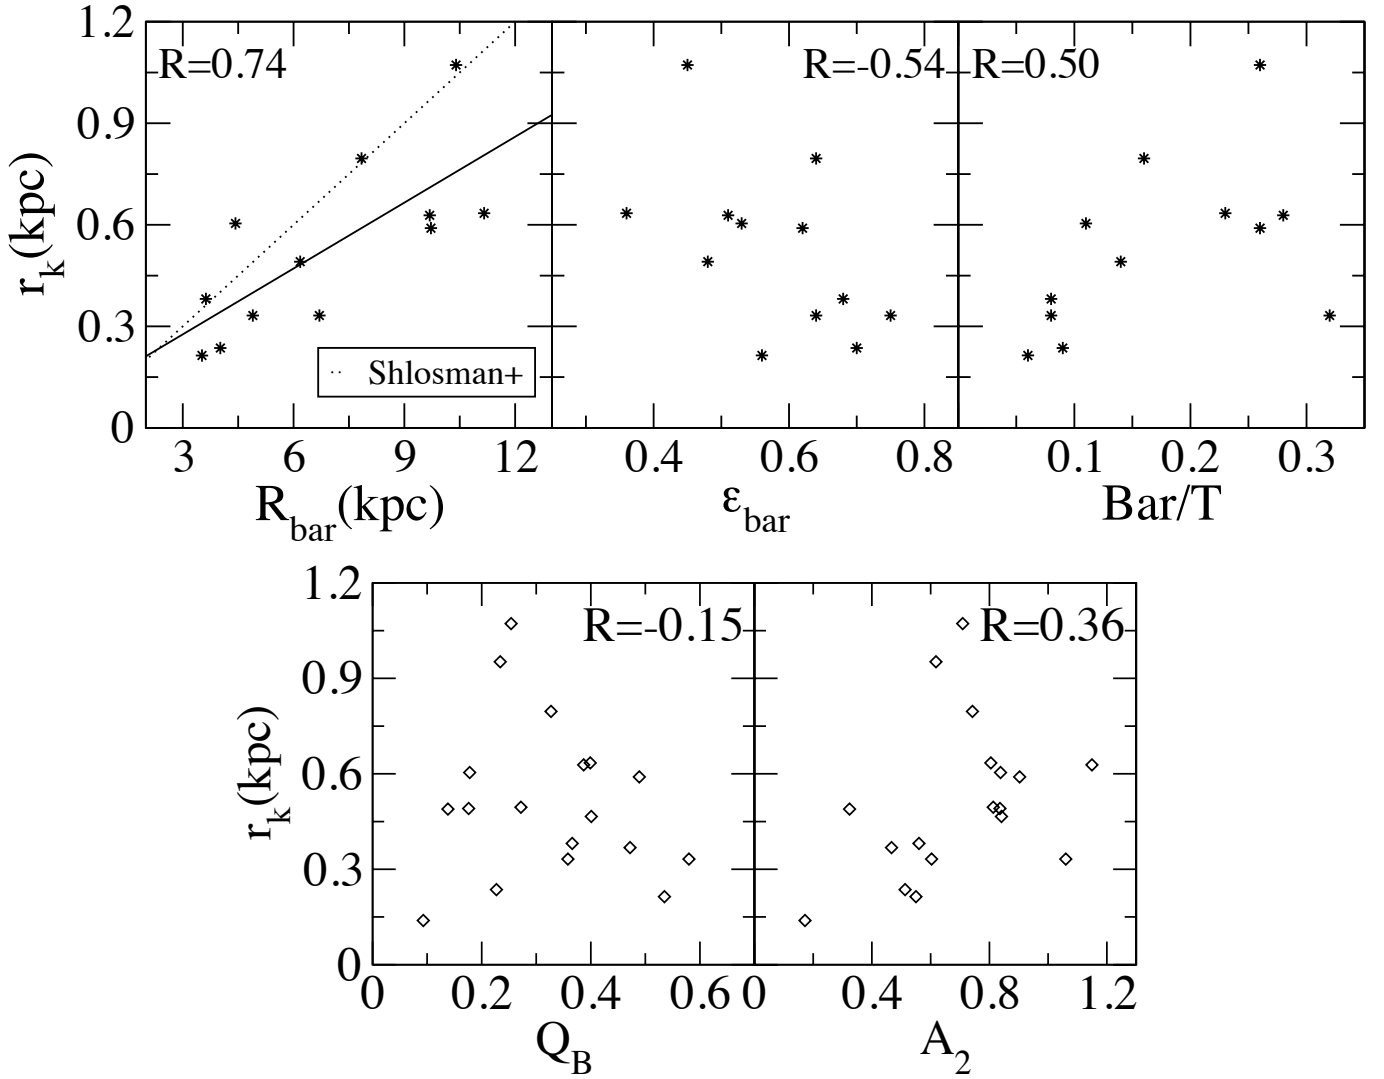 1.2
0.9
0.6
0.3
0
r_k(kpc)
R=0.74
R=-0.54
R=0.50
Shlosman+
3 6 9 12
0.4 0.6 0.8
0.1 0.2 0.3
R_bar(kpc)
ε_bar
Bar/T
1.2
0.9
0.6
0.3
0
r_k(kpc)
R=-0.15
R=0.36
0 0.2 0.4 0.6
0 0.4 0.8 1.2
Q_B
A_2